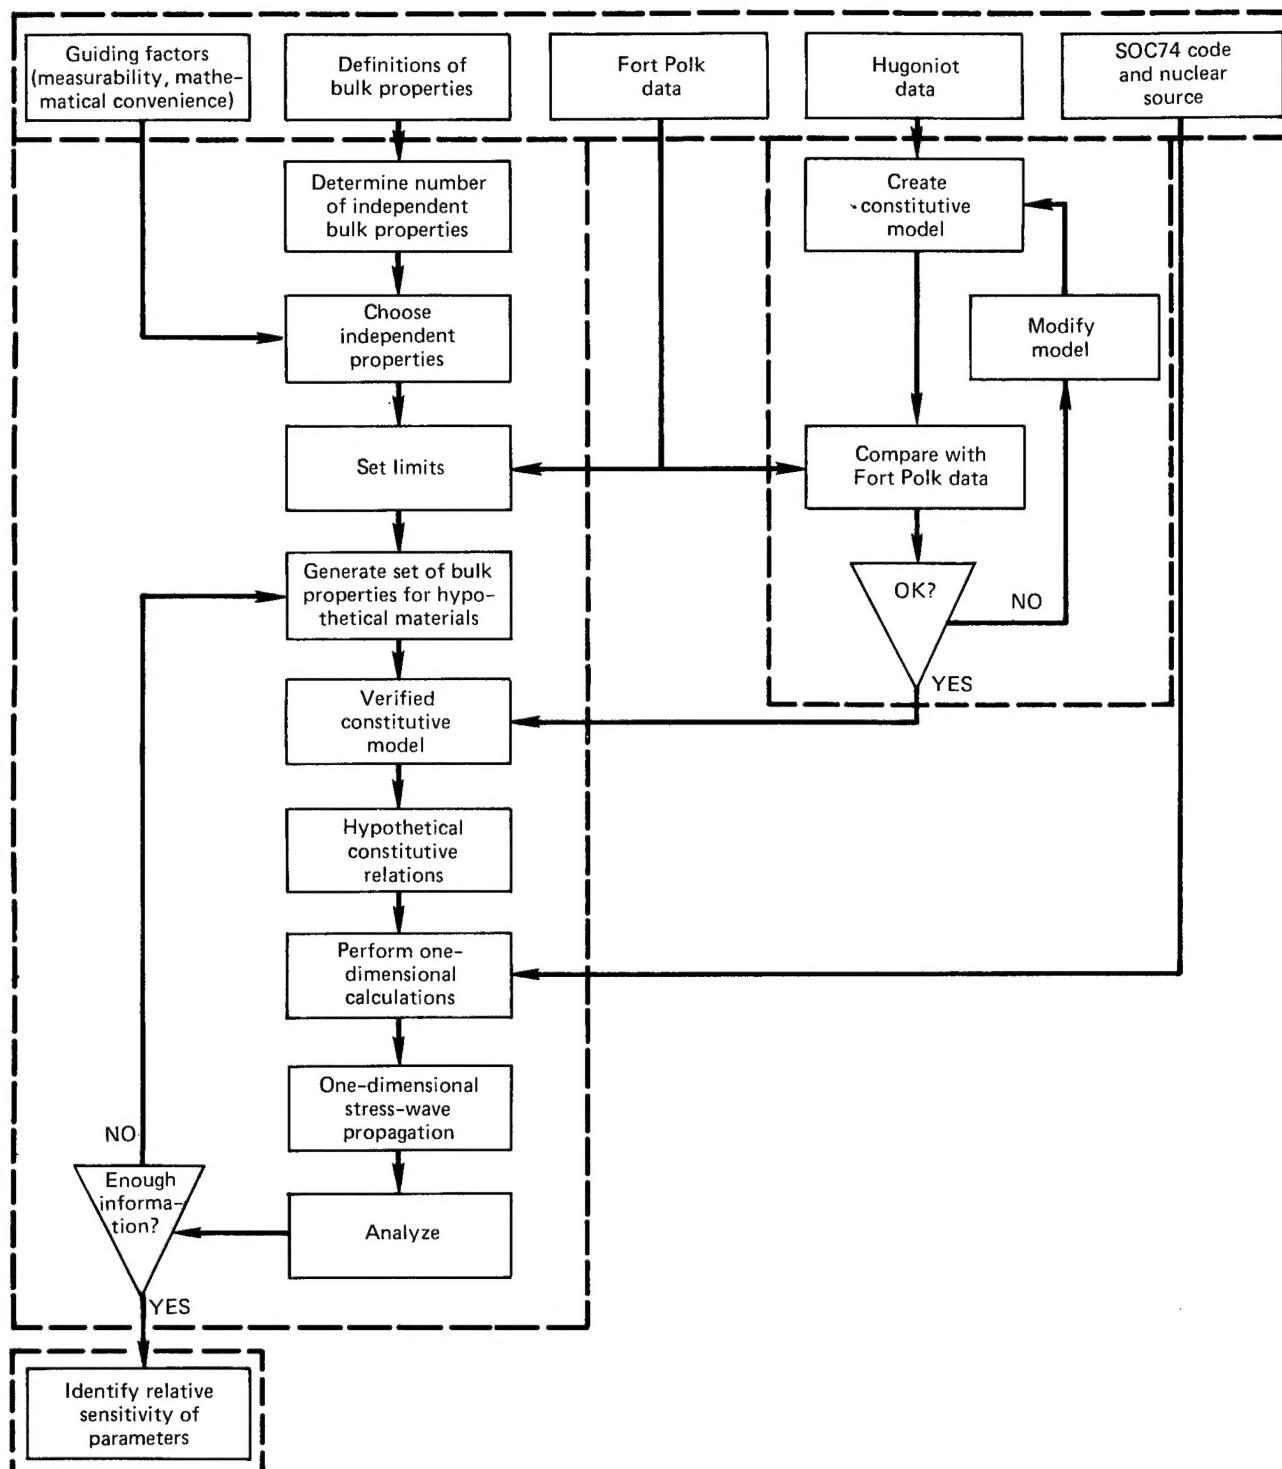 Guiding factors
(measurability, mathe-
matical convenience)
Definitions of
bulk properties
Fort Polk
data
Hugoniot
data
SOC74 code
and nuclear
source
Determine number
of independent
bulk properties
Create
constitutive
model
Choose
independent
properties
Modify
model
Set limits
Compare with
Fort Polk data
Generate set of bulk
properties for hypo-
thetical materials
OK?
NO
YES
Verified
constitutive
model
Hypothetical
constitutive
relations
Perform one-
dimensional
calculations
One-dimensional
stress-wave
propagation
NO
Enough
informa-
tion?
Analyze
YES
Identify relative
sensitivity of
parameters